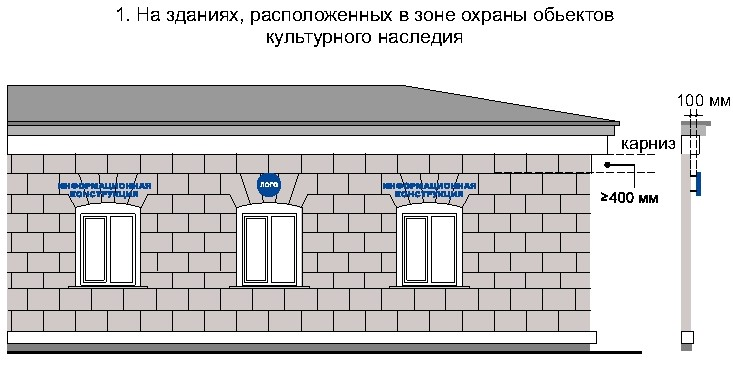 1. На зданиях, расположенных в зоне охраны обьектов
культурного наследия
100 мм
карниз
ИНФОРМАЦИОННАЯ
КОНСТРУКЦИЯ
ЛОГО
ИНФОРМАЦИОННАЯ
КОНСТРУКЦИЯ
≥400 мм